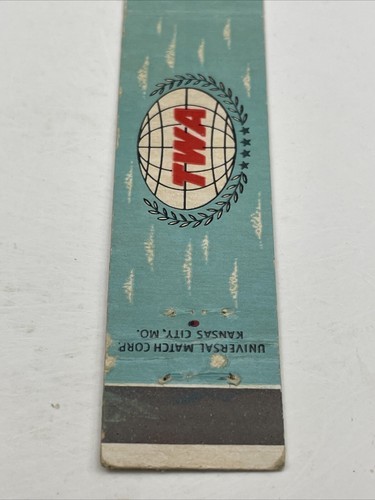 TWA
UNIVERSAL MATCH CORP.
KANSAS CITY, MO.